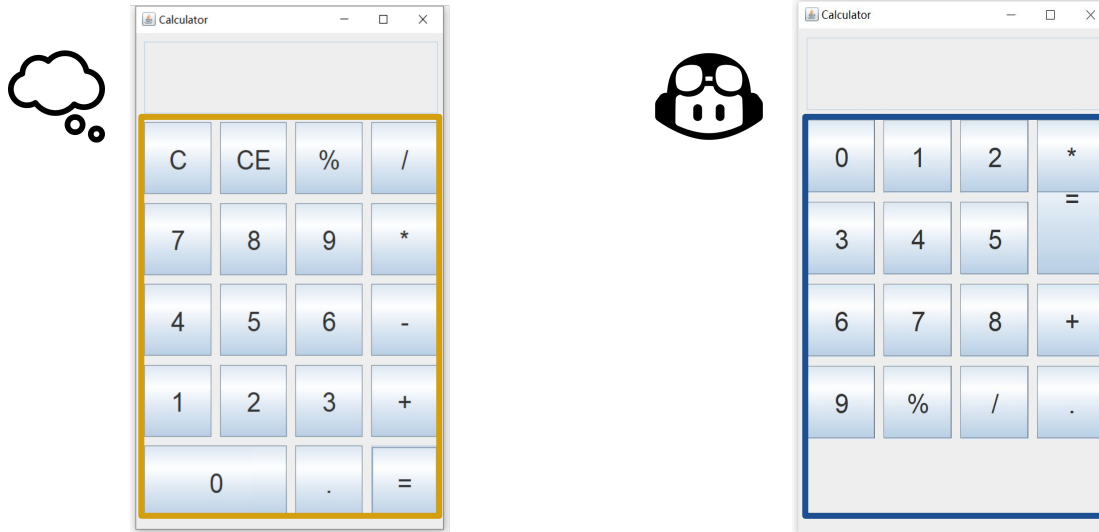 Calculator
C CE % /
7 8 9 *
4 5 6 -
1 2 3 +
0 . =
Calculator
0 1 2 *
=
3 4 5
6 7 8 +
9 % / .